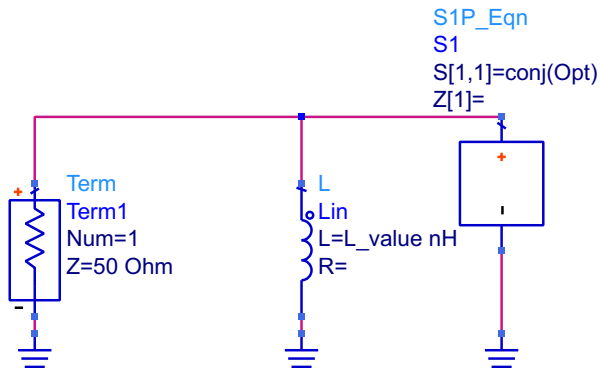 S1P_Eqn
S1
S[1,1]=conj(Opt)
Z[1]=
+
Term
Term1
Num=1
Z=50 Ohm
-
L
Lin
L=L_value nH
R=
+
-